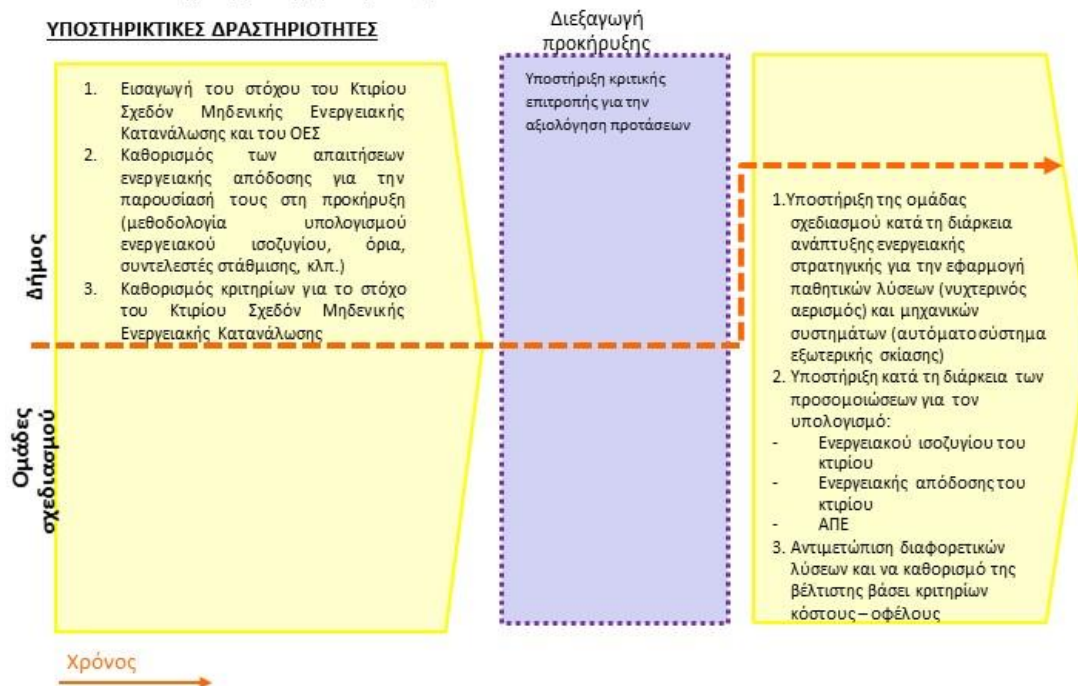 ΥΠΟΣΤΗΡΙΚΤΙΚΕΣ ΔΡΑΣΤΗΡΙΟΤΗΤΕΣ
Δήμος
Ομάδες
σχεδιασμού
1. Εισαγωγή του στόχου του Κτιρίου
Σχεδόν Μηδενικής Ενεργειακής
Κατανάλωσης και του ΟΕΣ
2. Καθορισμός των απαιτήσεων
ενεργειακής απόδοσης για την
παρουσίασή τους στη προκήρυξη
(μεθοδολογία υπολογισμού
ενεργειακού ισοζυγίου, όρια,
συντελεστές στάθμισης, κλπ.)
3. Καθορισμός κριτηρίων για το στόχο
του Κτιρίου Σχεδόν Μηδενικής
Ενεργειακής Κατανάλωσης
Διεξαγωγή
προκήρυξης
Υποστήριξη κριτικής
επιτροπής για την
αξιολόγηση προτάσεων
1.Υποστήριξη της ομάδας
σχεδιασμού κατά τη διάρκεια
ανάπτυξης ενεργειακής
στρατηγικής για την εφαρμογή
παθητικών λύσεων (νυχτερινός
αερισμός) και μηχανικών
συστημάτων (αυτόματο σύστημα
εξωτερικής σκίασης)
2. Υποστήριξη κατά τη διάρκεια των
προσομοιώσεων για τον
υπολογισμό:
- Ενεργειακού ισοζυγίου του
κτιρίου
- Ενεργειακής απόδοσης του
κτιρίου
- ΑΠΕ
3. Αντιμετώπιση διαφορετικών
λύσεων και να καθορισμό της
βέλτιστης βάσει κριτηρίων
κόστους – οφέλους
Χρόνος